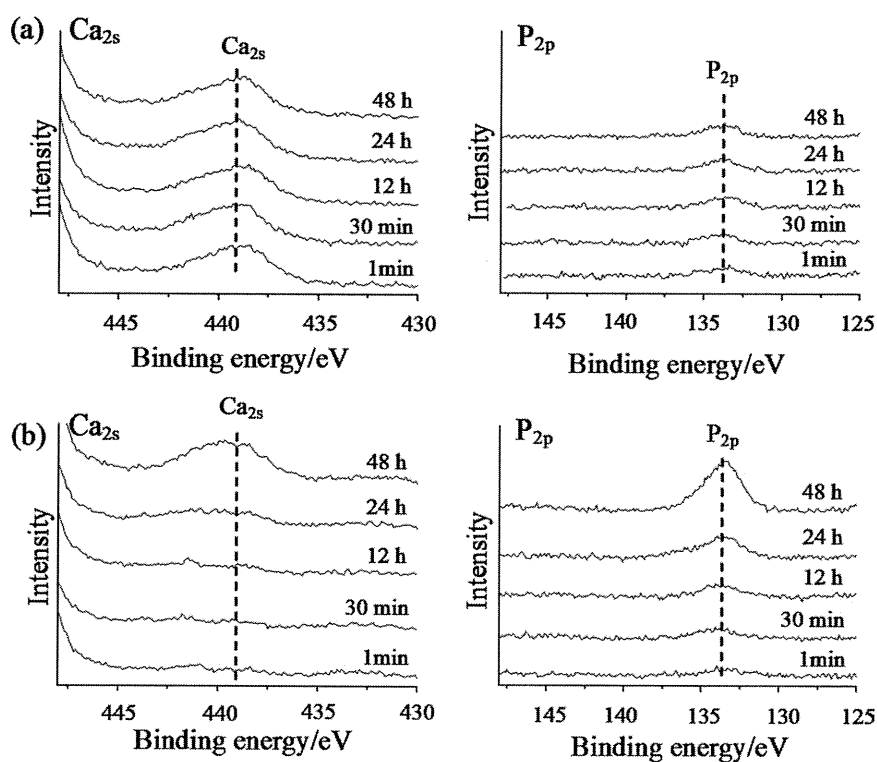 (a)
Ca2s
Ca2s
48 h
24 h
12 h
30 min
1min
Intensity
445 440 435 430
Binding energy/eV
P2p
P2p
48 h
24 h
12 h
30 min
1min
Intensity
145 140 135 130 125
Binding energy/eV
(b)
Ca2s
Ca2s
48 h
24 h
12 h
30 min
1min
Intensity
445 440 435 430
Binding energy/eV
P2p
P2p
48 h
24 h
12 h
30 min
1min
Intensity
145 140 135 130 125
Binding energy/eV